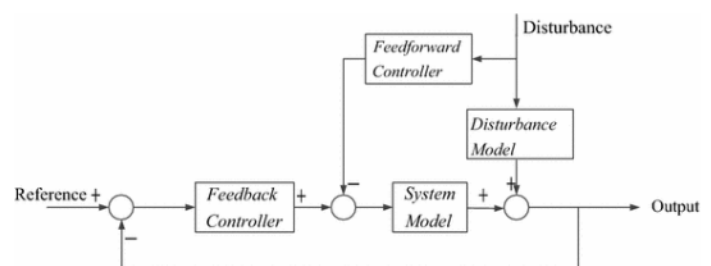 Disturbance
Feedforward
Controller
Disturbance
Model
Reference + 
Feedback
Controller
+
−
System
Model
+
+
Output
−